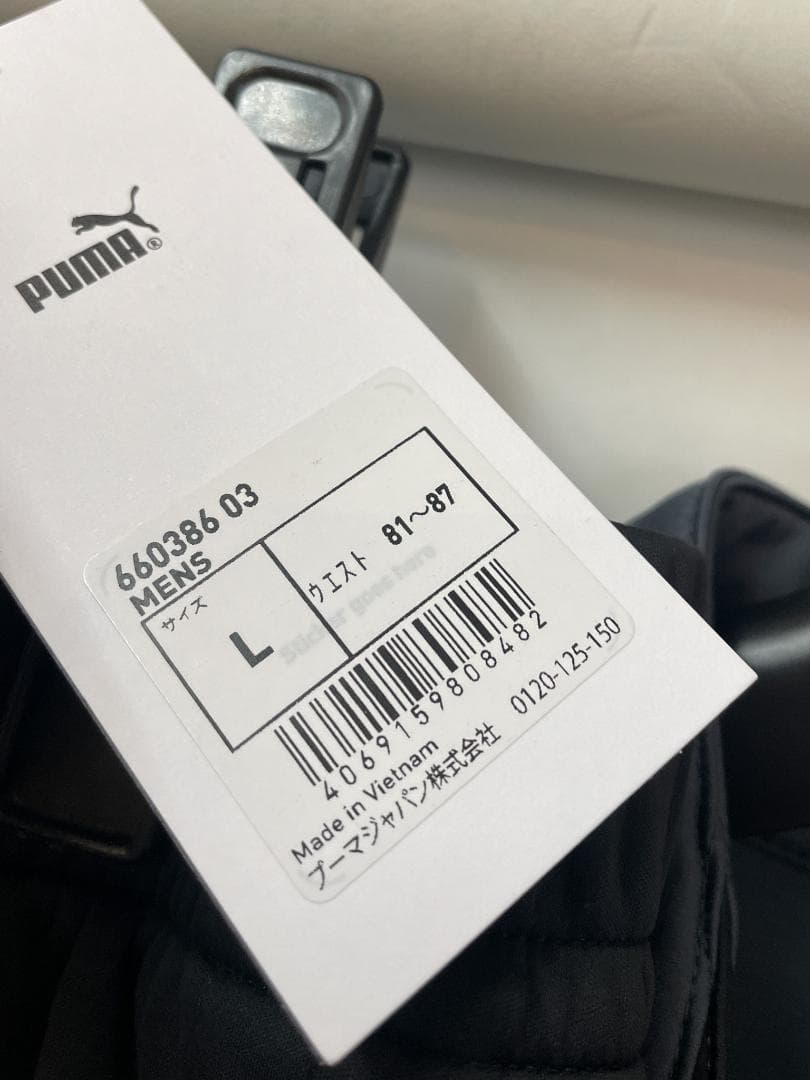 PUMA®
660386 03
MENS
サイズ
L
ウエスト 81〜87
Sticker goes here
4069159808482
Made in Vietnam
プーマジャパン株式会社 0120-125-150